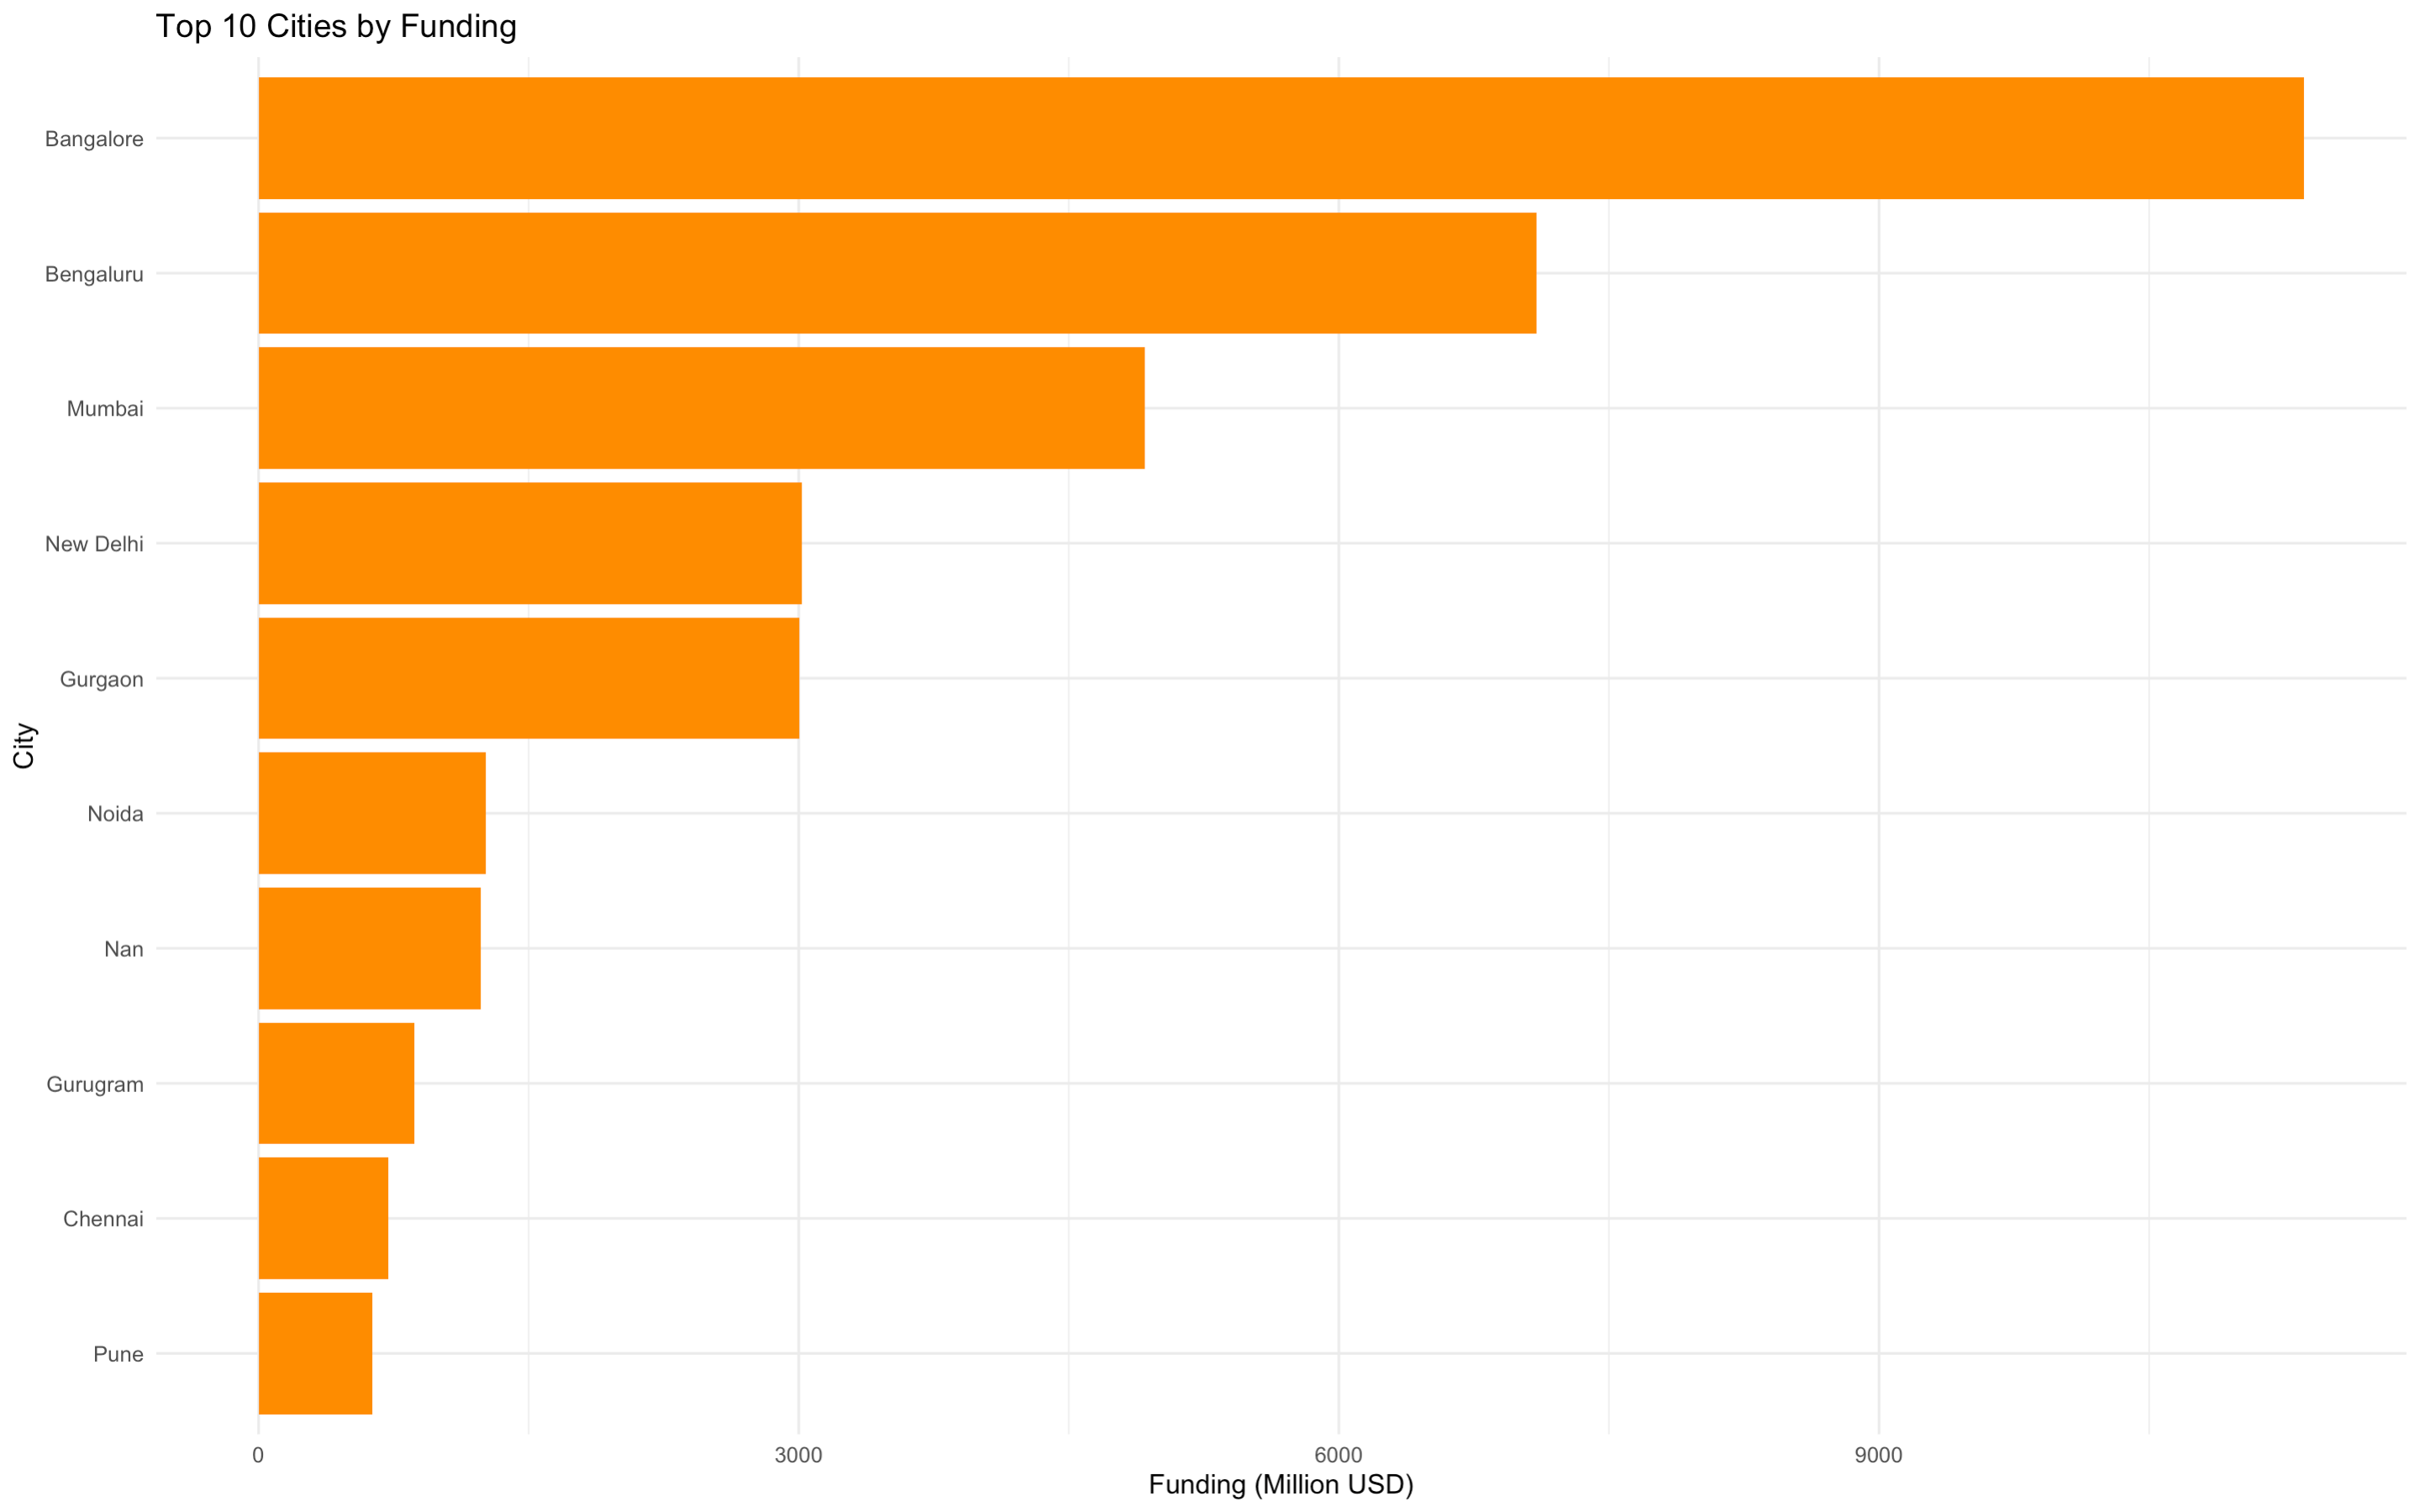 Top 10 Cities by Funding
Bangalore
Bengaluru
Mumbai
New Delhi
Gurgaon
Noida
Nan
Gurugram
Chennai
Pune
City
0 3000 6000 9000
Funding (Million USD)